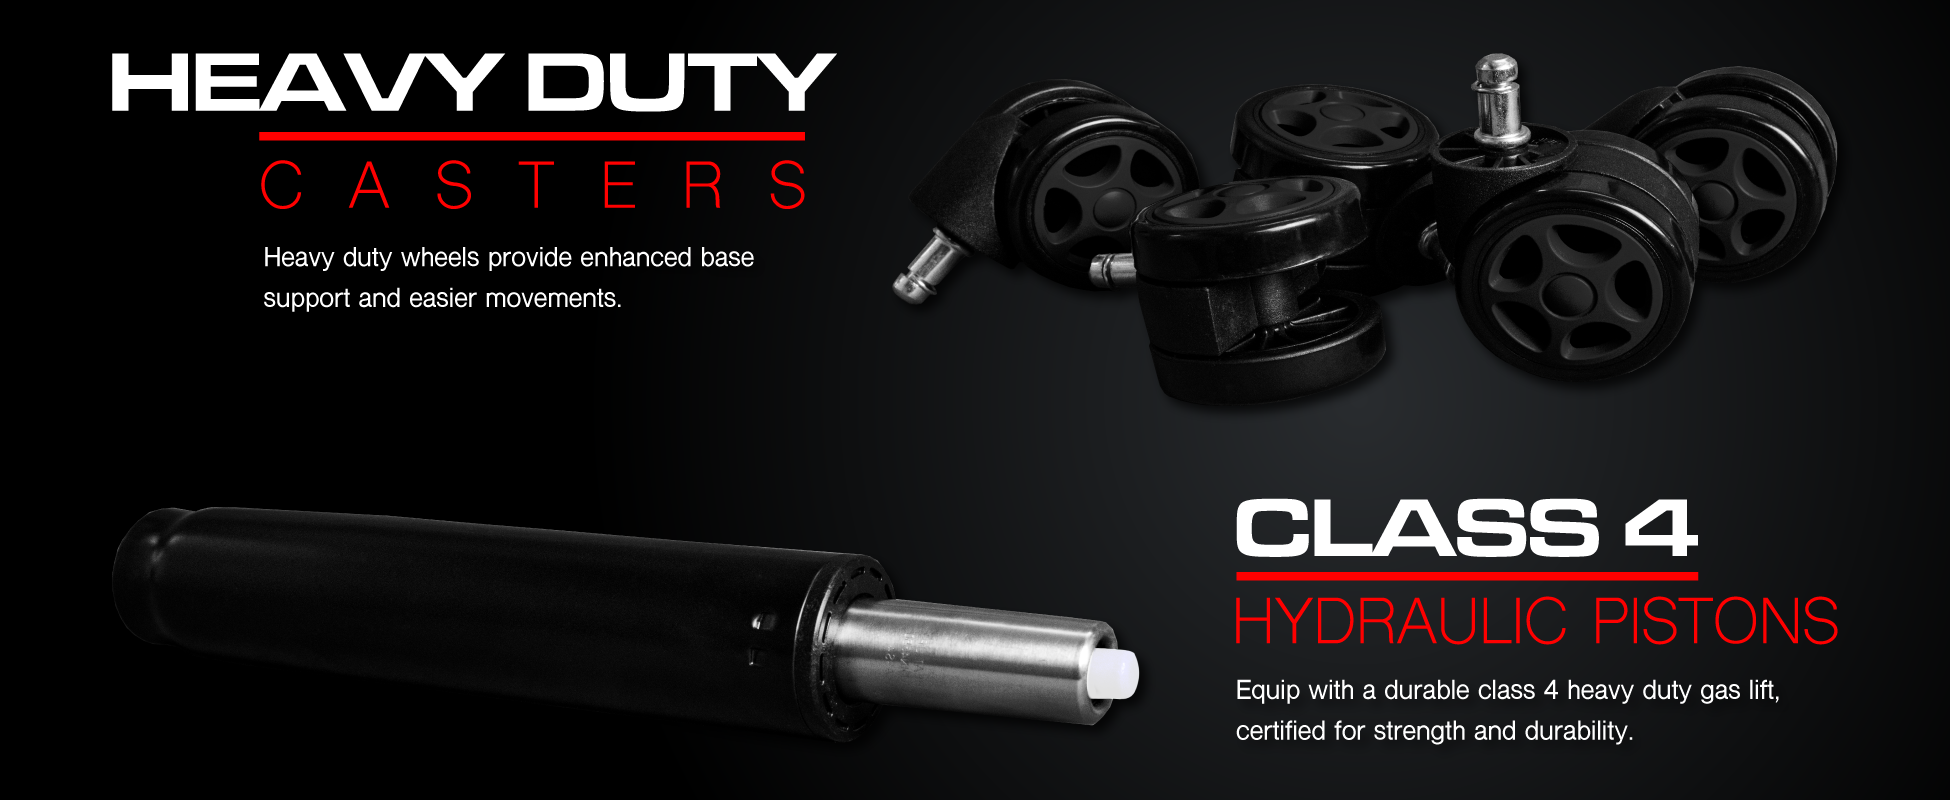 HEAVY DUTY
CASTERS
Heavy duty wheels provide enhanced base
support and easier movements.
CLASS 4
HYDRAULIC PISTONS
Equip with a durable class 4 heavy duty gas lift,
certified for strength and durability.